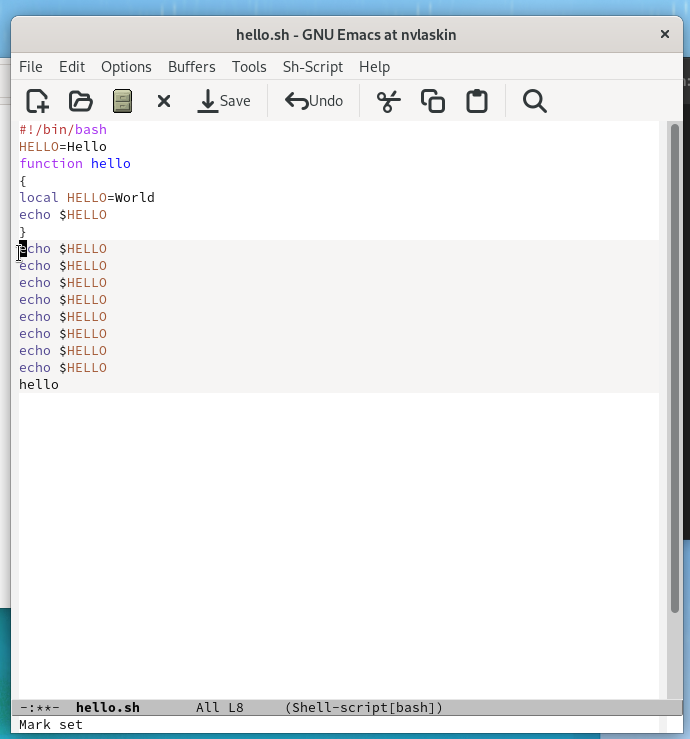 hello.sh - GNU Emacs at nvlaskin
File Edit Options Buffers Tools Sh-Script Help
Save Undo
#!/bin/bash
HELLO=Hello
function hello
{
local HELLO=World
echo $HELLO
}
echo $HELLO
echo $HELLO
echo $HELLO
echo $HELLO
echo $HELLO
echo $HELLO
echo $HELLO
echo $HELLO
hello
-:**- hello.sh All L8 (Shell-script[bash])
Mark set